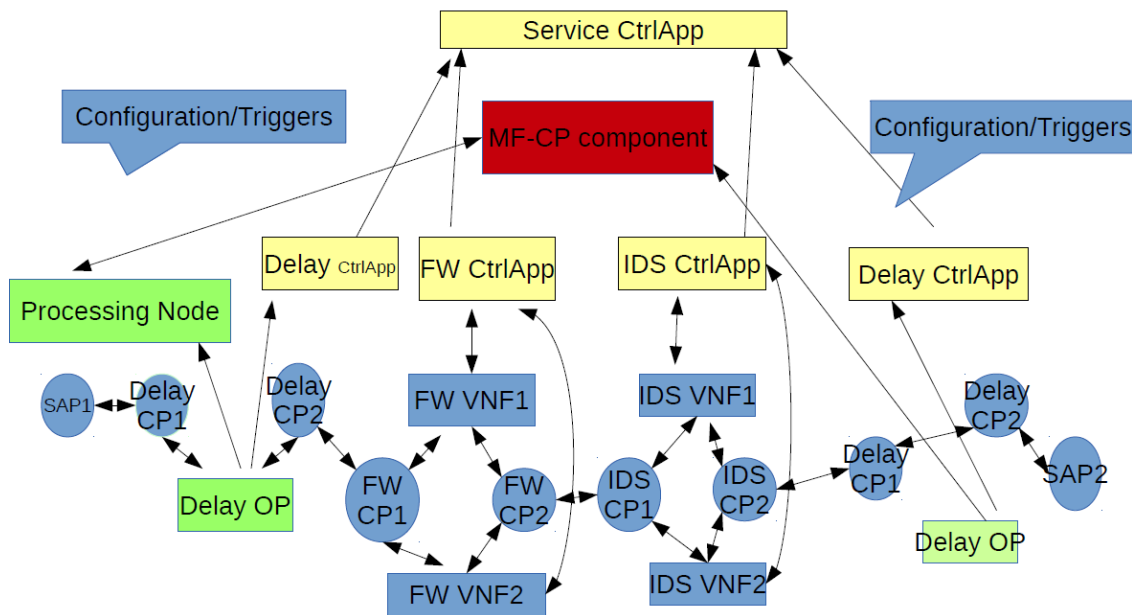 Service CtrlApp
Configuration/Triggers
MF-CP component
Configuration/Triggers
Delay CtrlApp
FW CtrlApp
IDS CtrlApp
Delay CtrlApp
Processing Node
SAP1
Delay
CP1
Delay
CP2
FW VNF1
IDS VNF1
Delay
CP2
Delay
CP1
SAP2
Delay OP
FW
CP1
FW
CP2
IDS
CP1
IDS
CP2
Delay OP
FW VNF2
IDS VNF2